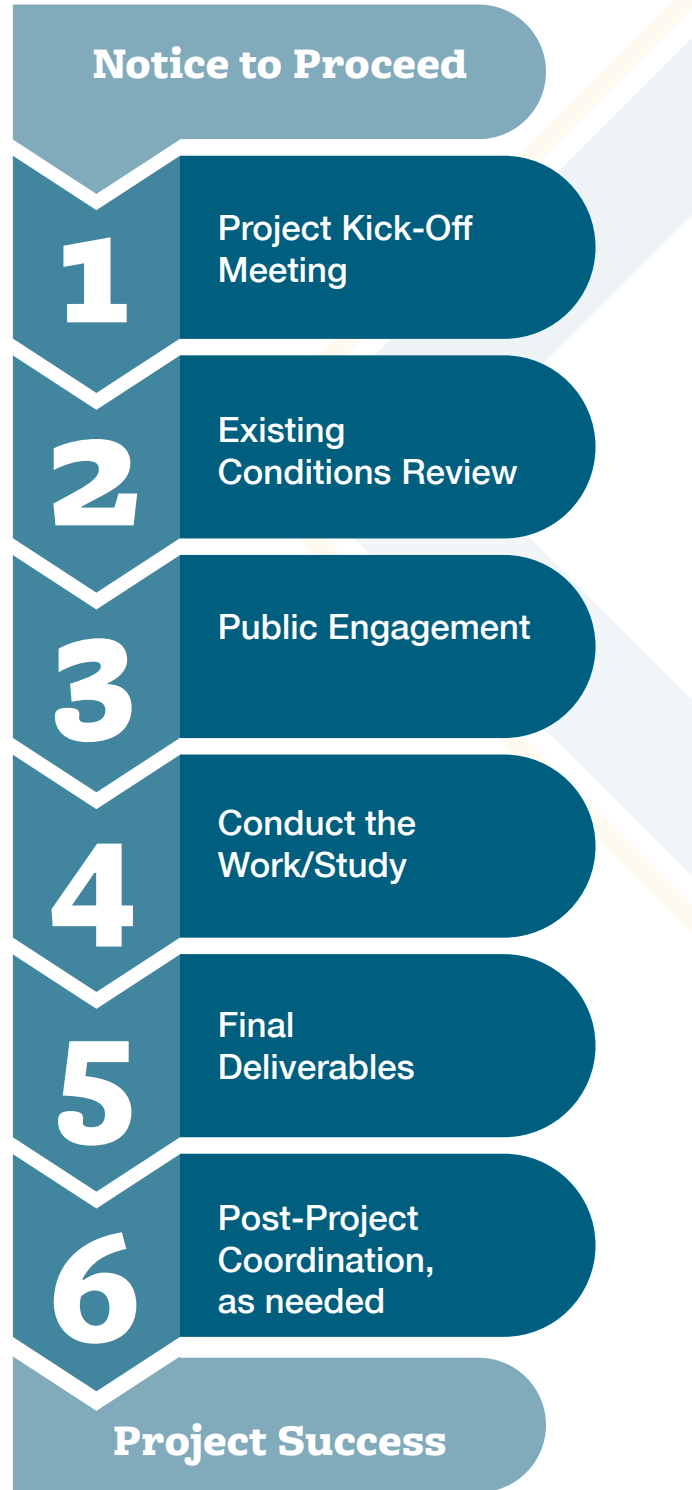 Notice to Proceed
1
Project Kick-Off
Meeting
2
Existing
Conditions Review
3
Public Engagement
4
Conduct the
Work/Study
5
Final
Deliverables
6
Post-Project
Coordination,
as needed
Project Success